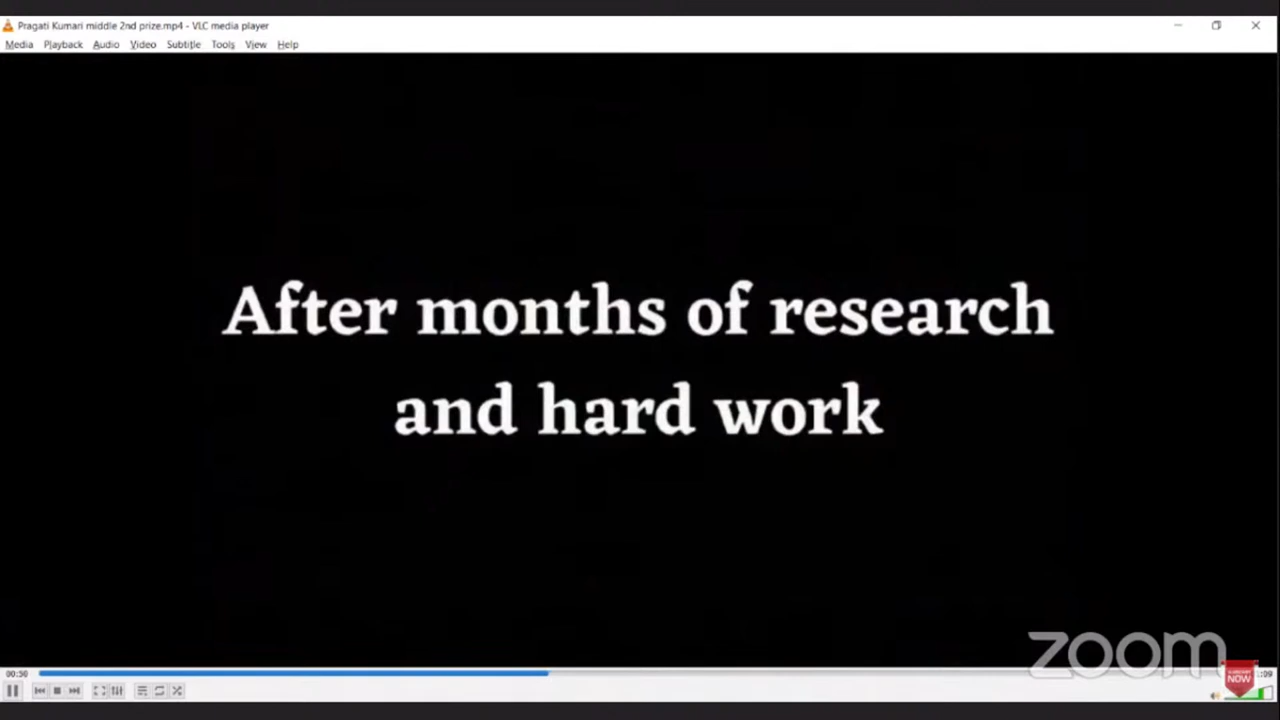 Pragati Kumari middle 2nd prize.mp4 - VLC media player
Media Playback Audio Video Subtitle Tools View Help
After months of research
and hard work
zoom
NOW